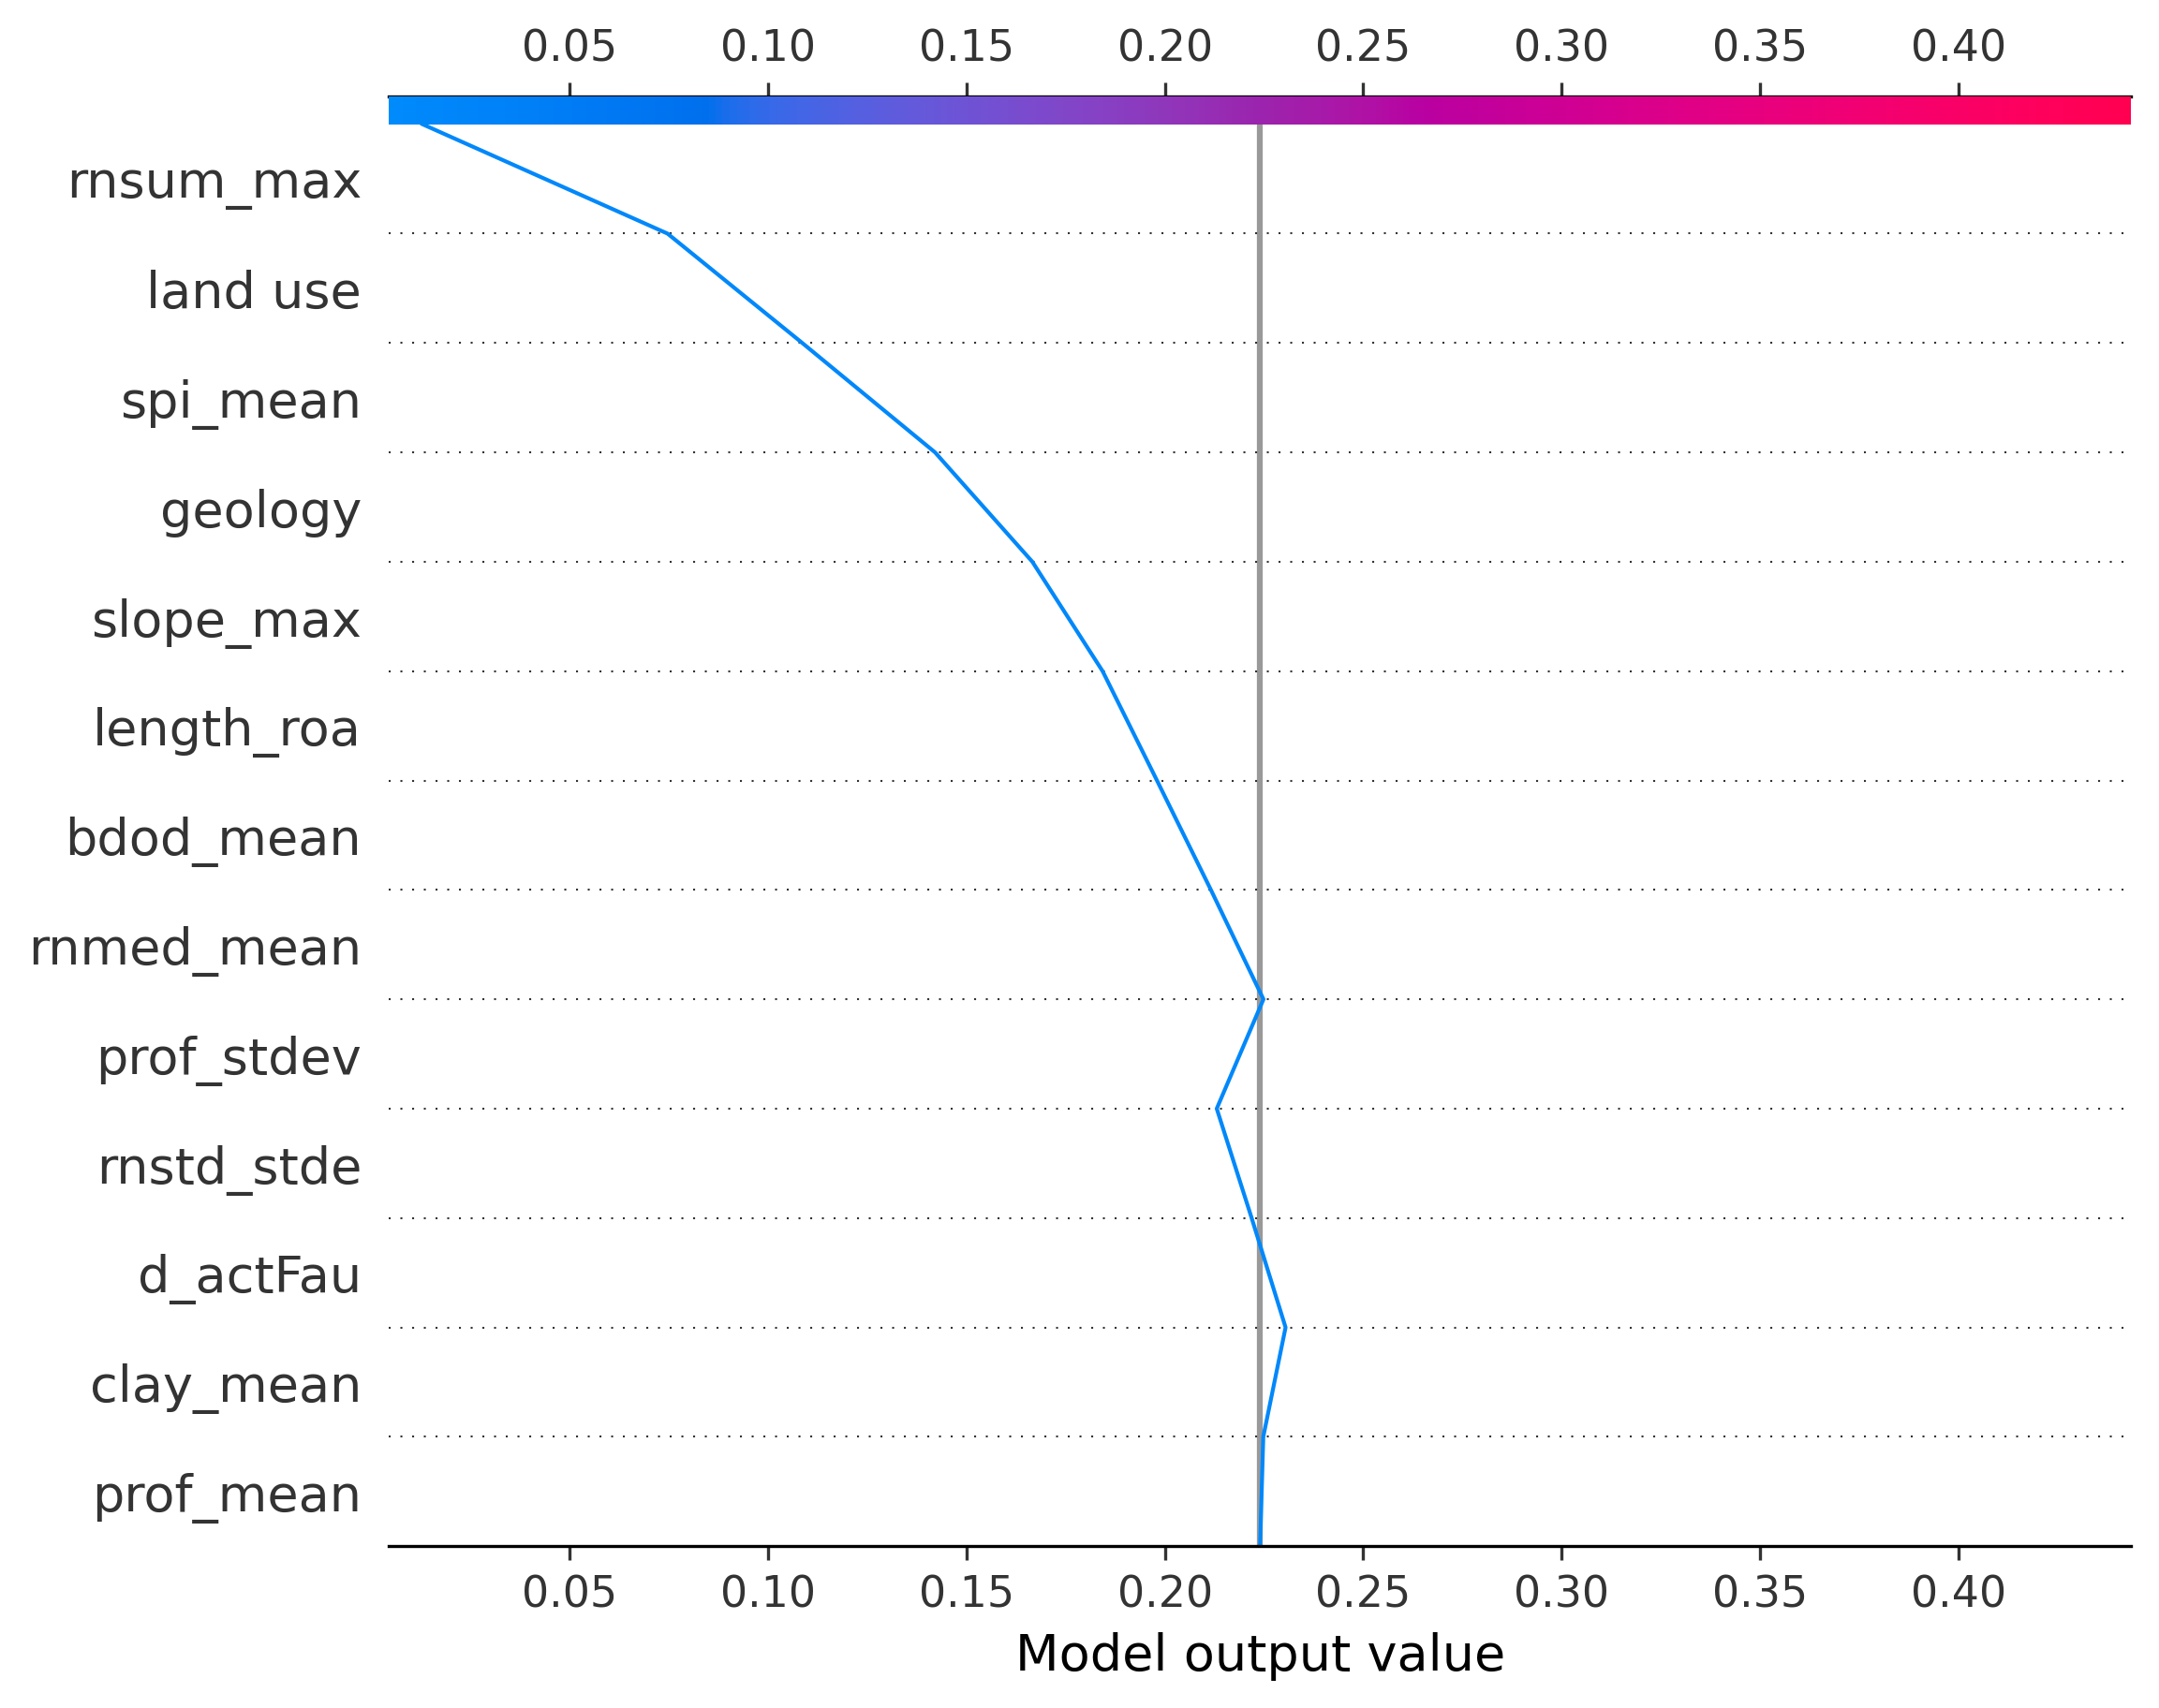 0.05 0.10 0.15 0.20 0.25 0.30 0.35 0.40
rnsum_max
land use
spi_mean
geology
slope_max
length_roa
bdod_mean
rnmed_mean
prof_stdev
rnstd_stde
d_actFau
clay_mean
prof_mean
0.05 0.10 0.15 0.20 0.25 0.30 0.35 0.40
Model output value